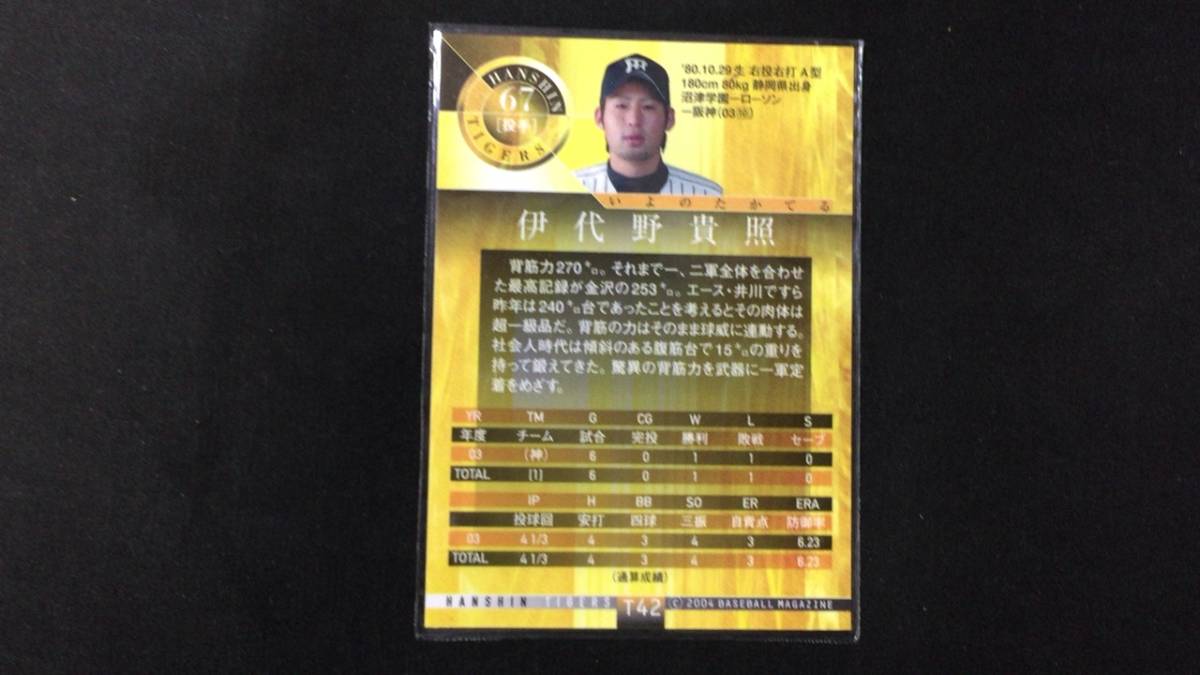 HANSHIN
67
[投手]
TIGERS
'80.10.29生 右投右打 A型
180cm 80kg 静岡県出身
沼津学園ーローソン
ー阪神(03⑩)
いよのたかてる
伊代野貴照
背筋力270㌔。それまで一、二軍全体を合わせ
た最高記録が金沢の253㌔。エース・井川ですら
昨年は240㌔台であったことを考えるとその肉体は
超一級品だ。背筋の力はそのまま球威に連動する。
社会人時代は傾斜のある腹筋台で15㌔の重りを
持って鍛えてきた。驚異の背筋力を武器に一軍定
着をめざす。
YR TM G CG W L S
年度 チーム 試合 完投 勝利 敗戦 セーブ
03 (神) 6 0 1 1 0
TOTAL [1] 6 0 1 1 0
IP H BB SO ER ERA
投球回 安打 四球 三振 自責点 防御率
03 4 1/3 4 3 4 3 6.23
TOTAL 4 1/3 4 3 4 3 6.23
(通算成績)
HANSHIN TIGERS T42 (C) 2004 BASEBALL MAGAZINE